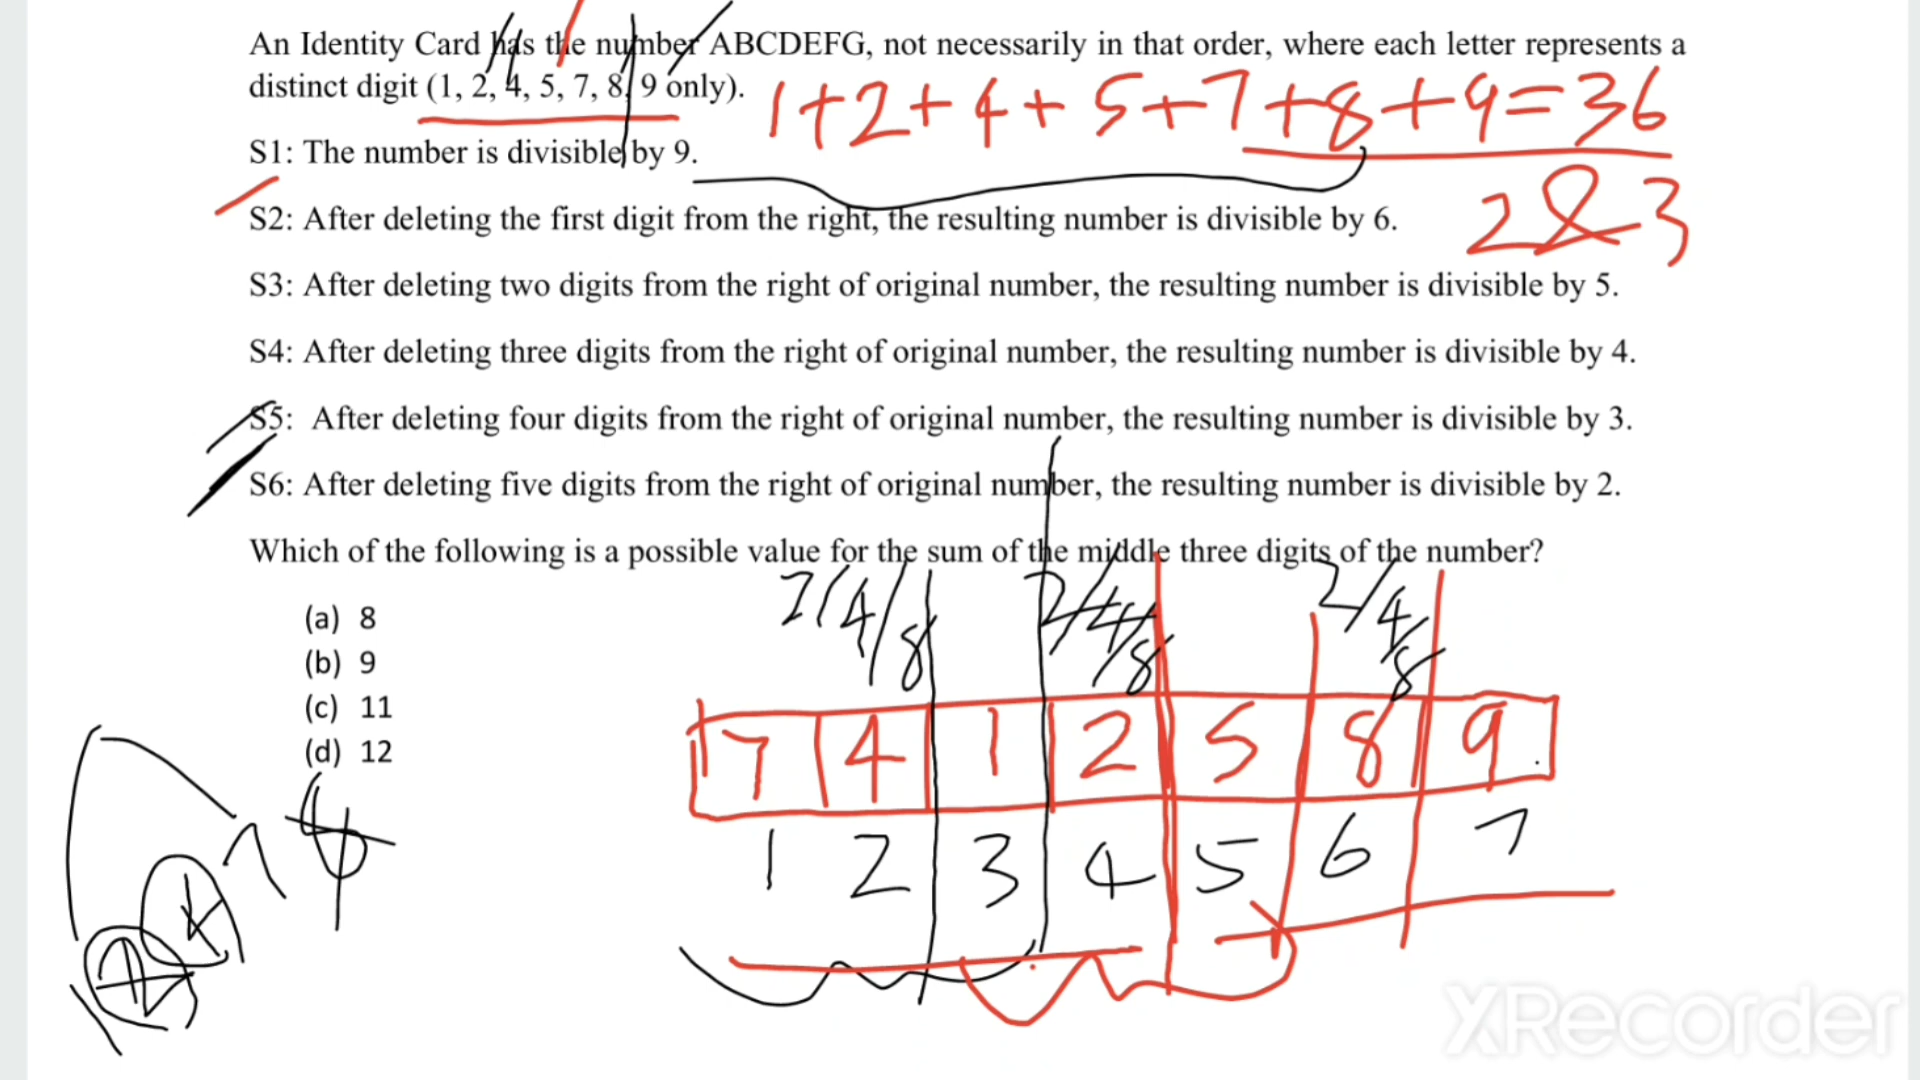 An Identity Card has the number ABCDEFG, not necessarily in that order, where each letter represents a
distinct digit (1, 2, 4, 5, 7, 8, 9 only).
1+2+4+5+7+8+9=36
S1: The number is divisible by 9.
S2: After deleting the first digit from the right, the resulting number is divisible by 6.
2&3
S3: After deleting two digits from the right of original number, the resulting number is divisible by 5.
S4: After deleting three digits from the right of original number, the resulting number is divisible by 4.
S5: After deleting four digits from the right of original number, the resulting number is divisible by 3.
S6: After deleting five digits from the right of original number, the resulting number is divisible by 2.
Which of the following is a possible value for the sum of the middle three digits of the number?
2/4/8 2/4/8 2/4/8
(a) 8
(b) 9
(c) 11
(d) 12
7 4 1 2 5 8 9
1 2 3 4 5 6 7
XRecorder